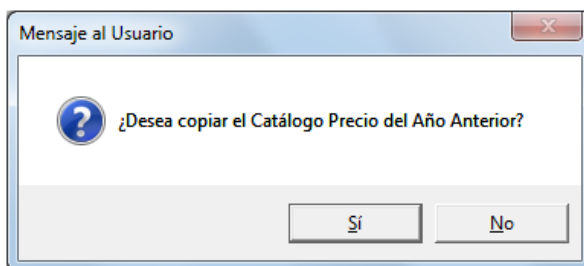 Mensaje al Usuario
¿Desea copiar el Catálogo Precio del Año Anterior?
Sí
No